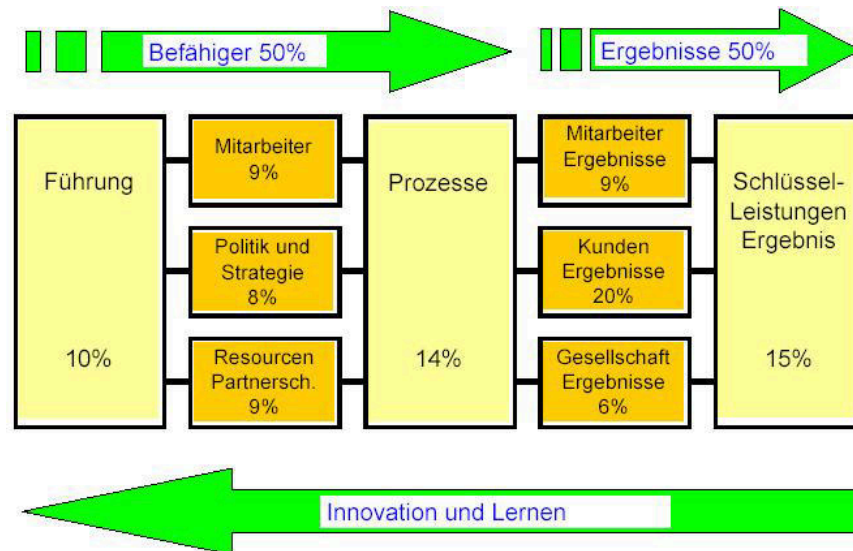 Befähiger 50%
Ergebnisse 50%
Führung
10%
Mitarbeiter
9%
Politik und
Strategie
8%
Resourcen
Partnersch.
9%
Prozesse
14%
Mitarbeiter
Ergebnisse
9%
Kunden
Ergebnisse
20%
Gesellschaft
Ergebnisse
6%
Schlüssel-
Leistungen
Ergebnis
15%
Innovation und Lernen